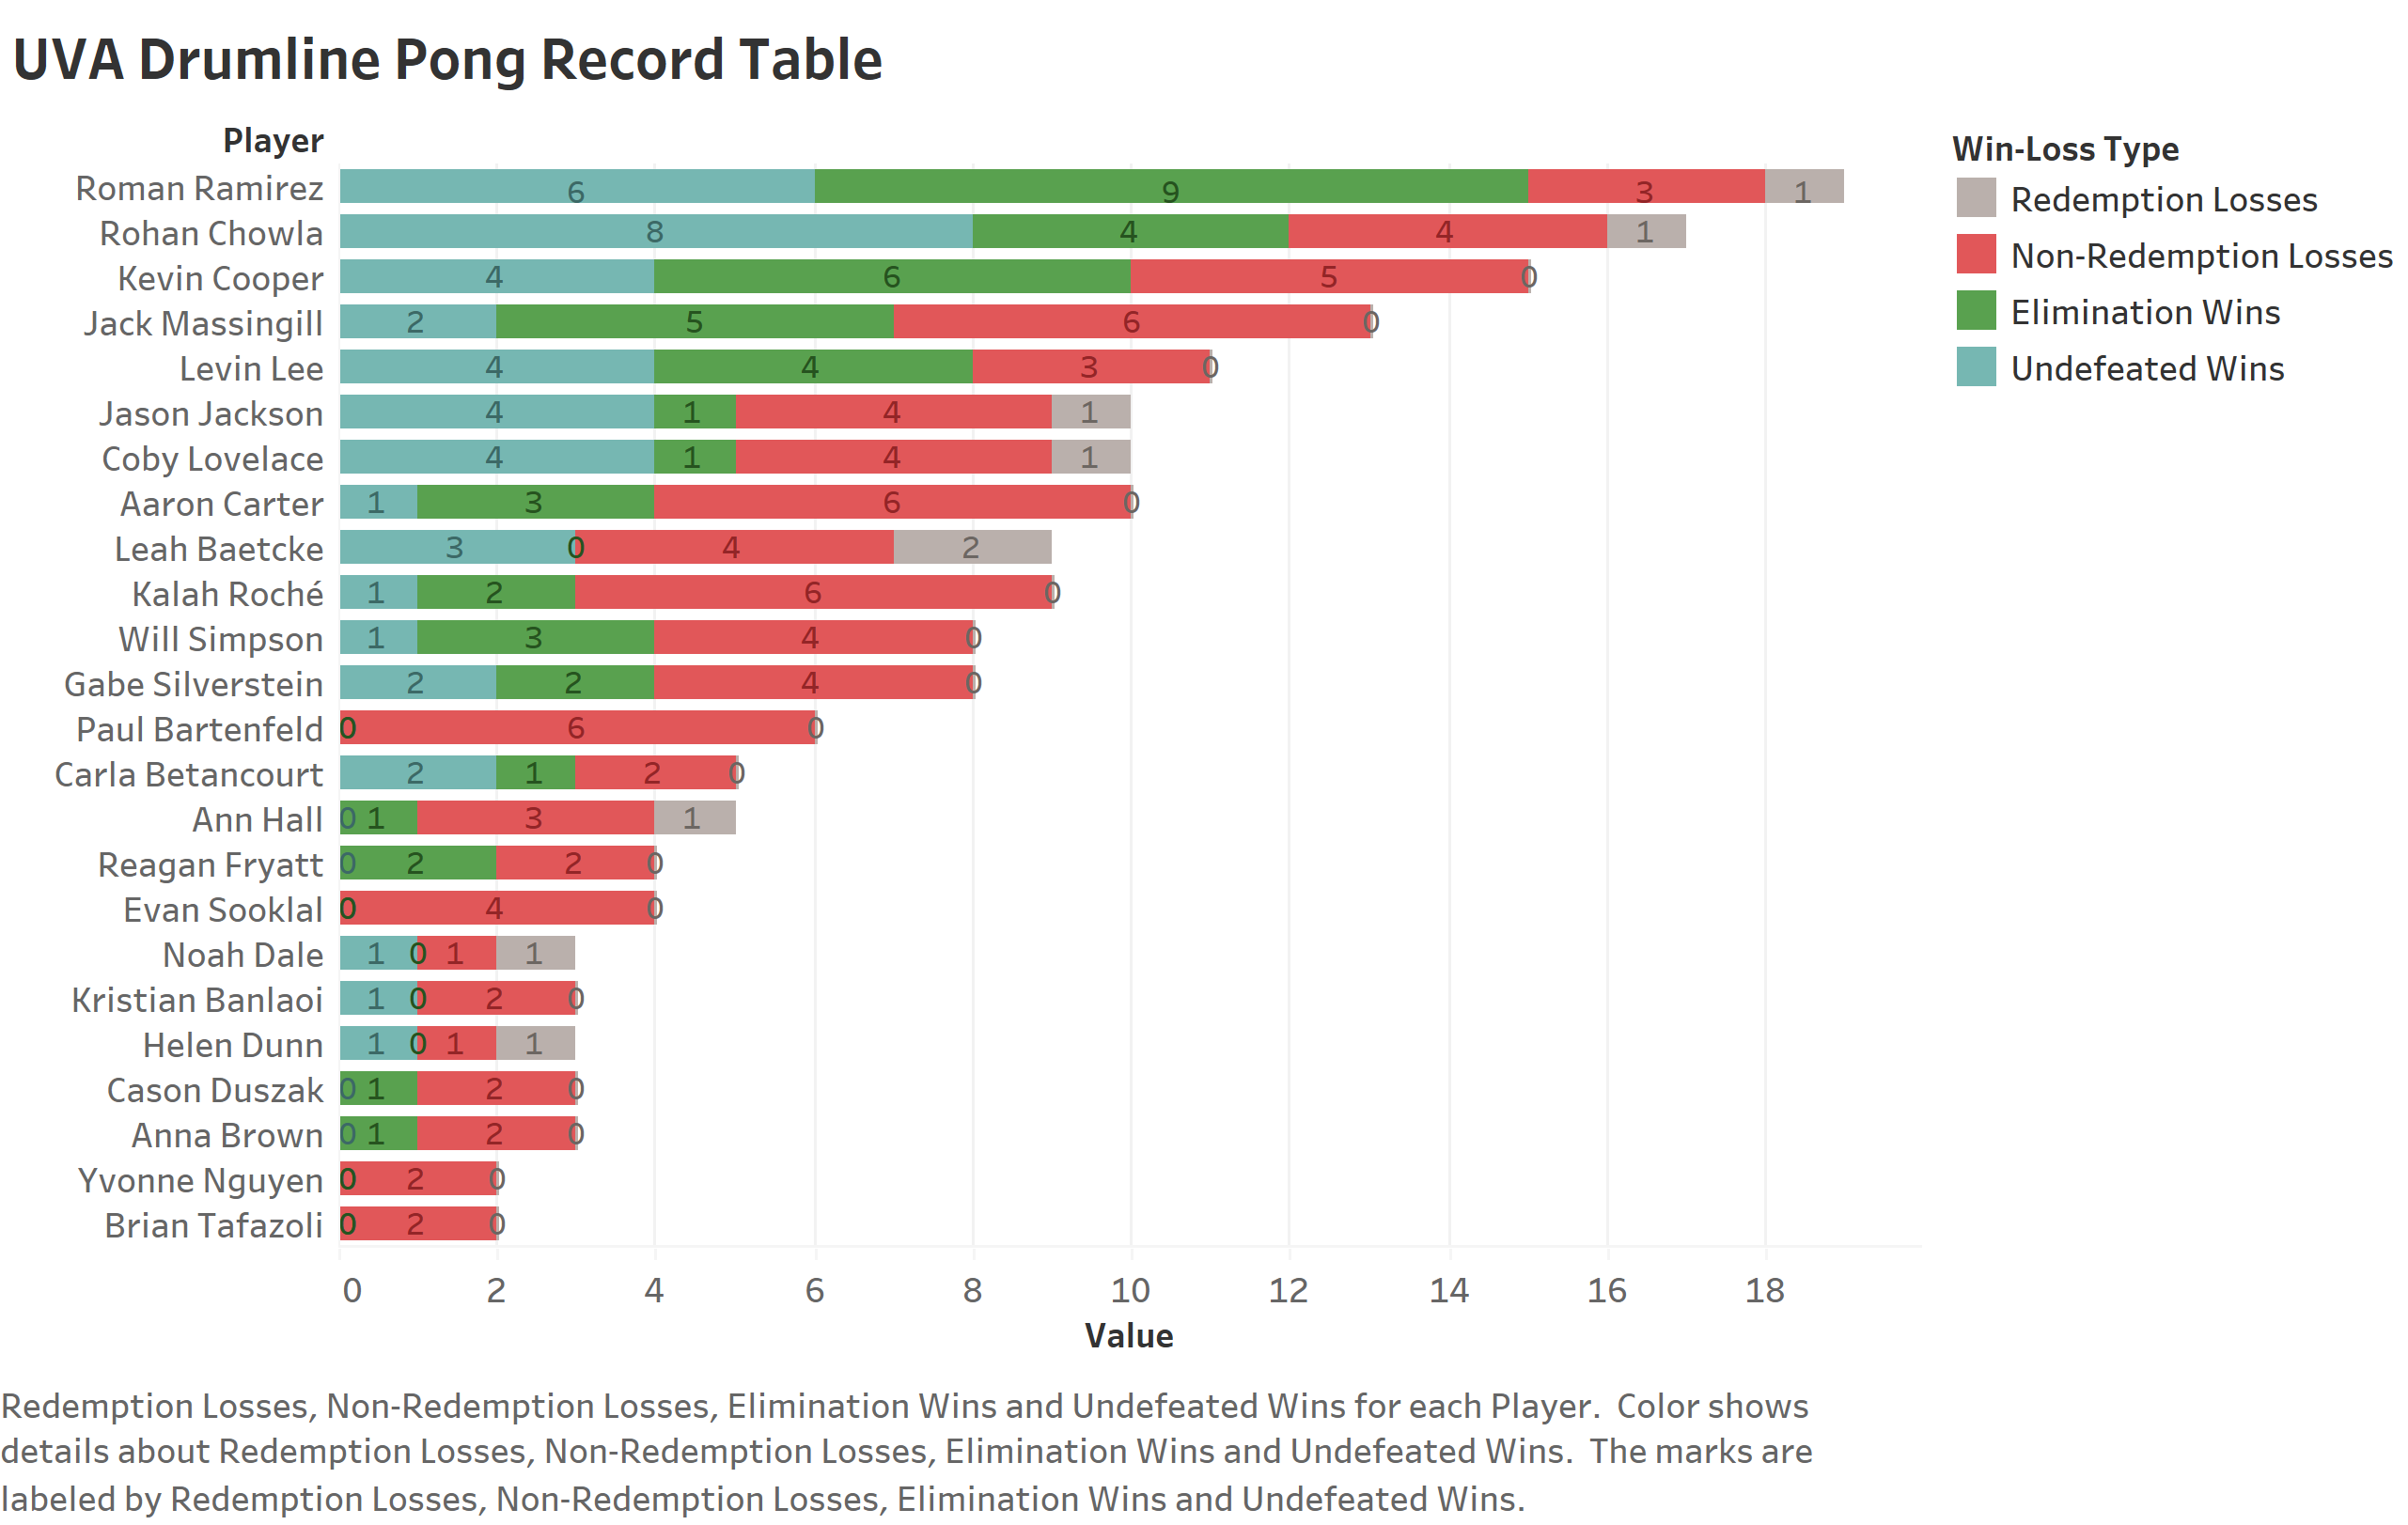 UVA Drumline Pong Record Table
Player
Win-Loss Type
Redemption Losses
Non-Redemption Losses
Elimination Wins
Undefeated Wins
Roman Ramirez 6 9 3 1
Rohan Chowla 8 4 4 1
Kevin Cooper 4 6 5 0
Jack Massingill 2 5 6 0
Levin Lee 4 4 3 0
Jason Jackson 4 1 4 1
Coby Lovelace 4 1 4 1
Aaron Carter 1 3 6 0
Leah Baetcke 3 0 4 2
Kalah Roché 1 2 6 0
Will Simpson 1 3 4 0
Gabe Silverstein 2 2 4 0
Paul Bartenfeld 0 6 0
Carla Betancourt 2 1 2 0
Ann Hall 0 1 3 1
Reagan Fryatt 0 2 2 0
Evan Sooklal 0 4 0
Noah Dale 1 0 1 1
Kristian Banlaoi 1 0 2 0
Helen Dunn 1 0 1 1
Cason Duszak 0 1 2 0
Anna Brown 0 1 2 0
Yvonne Nguyen 0 2 0
Brian Tafazoli 0 2 0
0 2 4 6 8 10 12 14 16 18
Value
Redemption Losses, Non-Redemption Losses, Elimination Wins and Undefeated Wins for each Player. Color shows
details about Redemption Losses, Non-Redemption Losses, Elimination Wins and Undefeated Wins. The marks are
labeled by Redemption Losses, Non-Redemption Losses, Elimination Wins and Undefeated Wins.